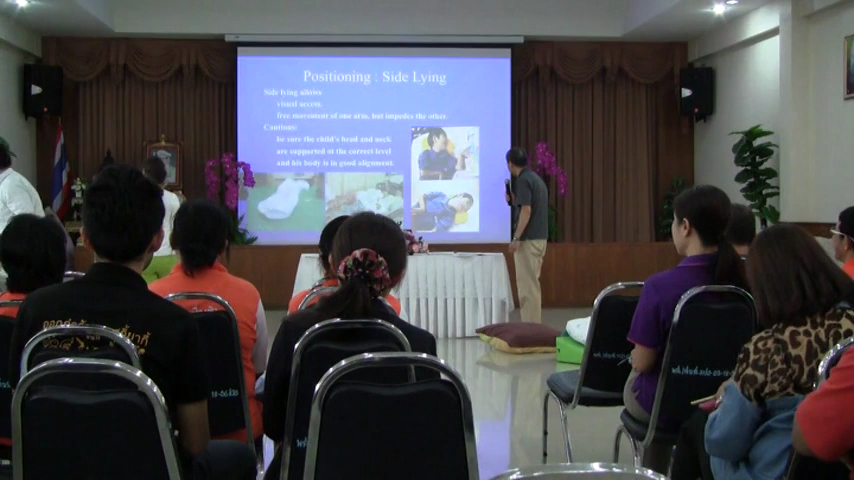 Positioning : Side Lying
Side lying allows
visual access.
free movement of one arm, but impedes the other.
Cautions:
be sure the child's head and neck
are supported at the correct level
and his body is in good alignment.